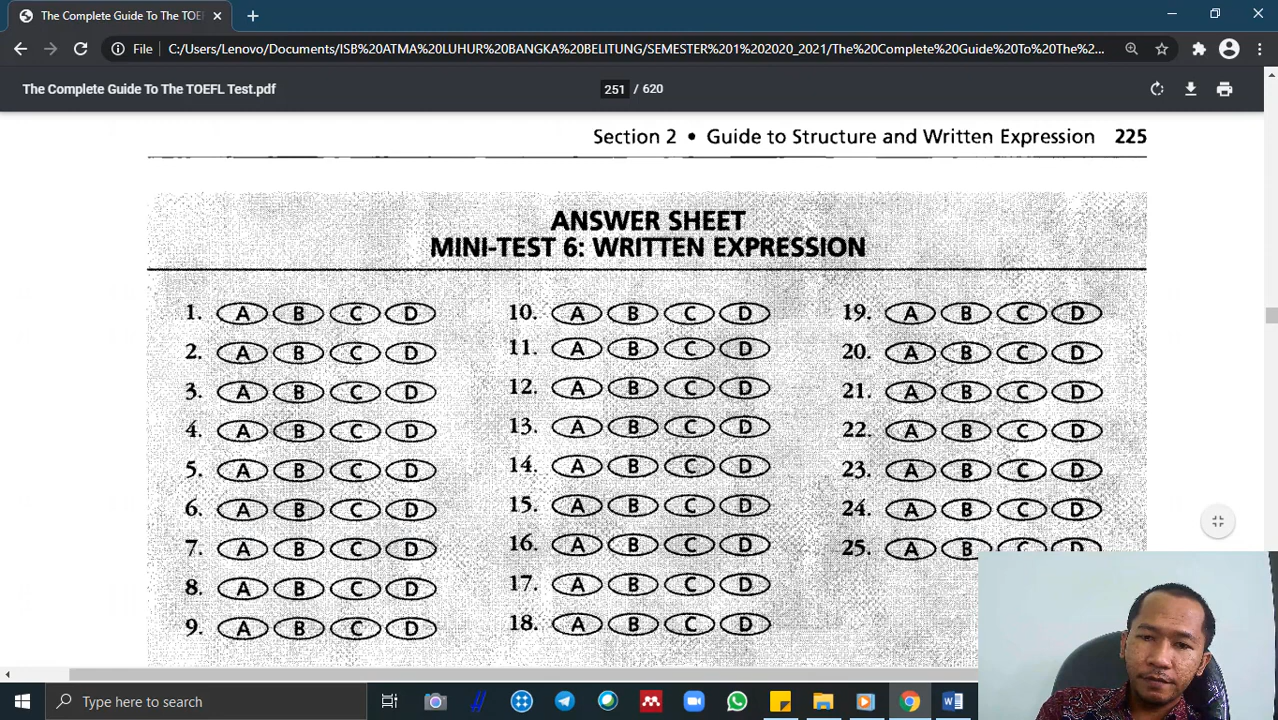 The Complete Guide To The TOE
File C:/Users/Lenovo/Documents/ISB%20ATMA%20LUHUR%20BANGKA%20BELITUNG/SEMESTER%201%202020_2021/The%20Complete%20Guide%20To%20The%2...
The Complete Guide To The TOEFL Test.pdf 251 / 620
Section 2 • Guide to Structure and Written Expression 225
ANSWER SHEET
MINI-TEST 6: WRITTEN EXPRESSION
1. A B C D 10. A B C D 19. A B C D
2. A B C D 11. A B C D 20. A B C D
3. A B C D 12. A B C D 21. A B C D
4. A B C D 13. A B C D 22. A B C D
5. A B C D 14. A B C D 23. A B C D
6. A B C D 15. A B C D 24. A B C D
7. A B C D 16. A B C D 25. A B C D
8. A B C D 17. A B C D
9. A B C D 18. A B C D
Type here to search